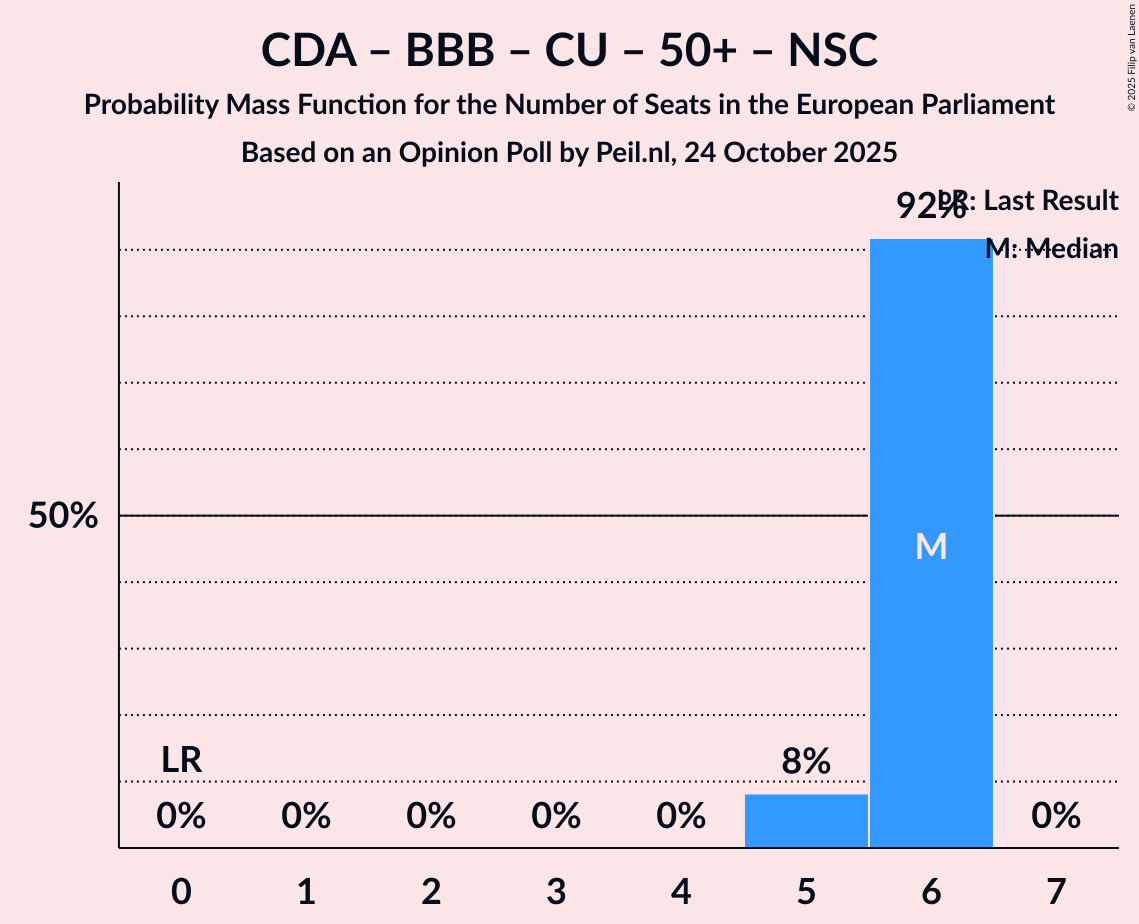 CDA – BBB – CU – 50+ – NSC
Probability Mass Function for the Number of Seats in the European Parliament
Based on an Opinion Poll by Peil.nl, 24 October 2025
© 2025 Filip van Laenen
LR: Last Result
M: Median
92%
50%
M
LR
8%
0% 0% 0% 0% 0% 0%
0 1 2 3 4 5 6 7